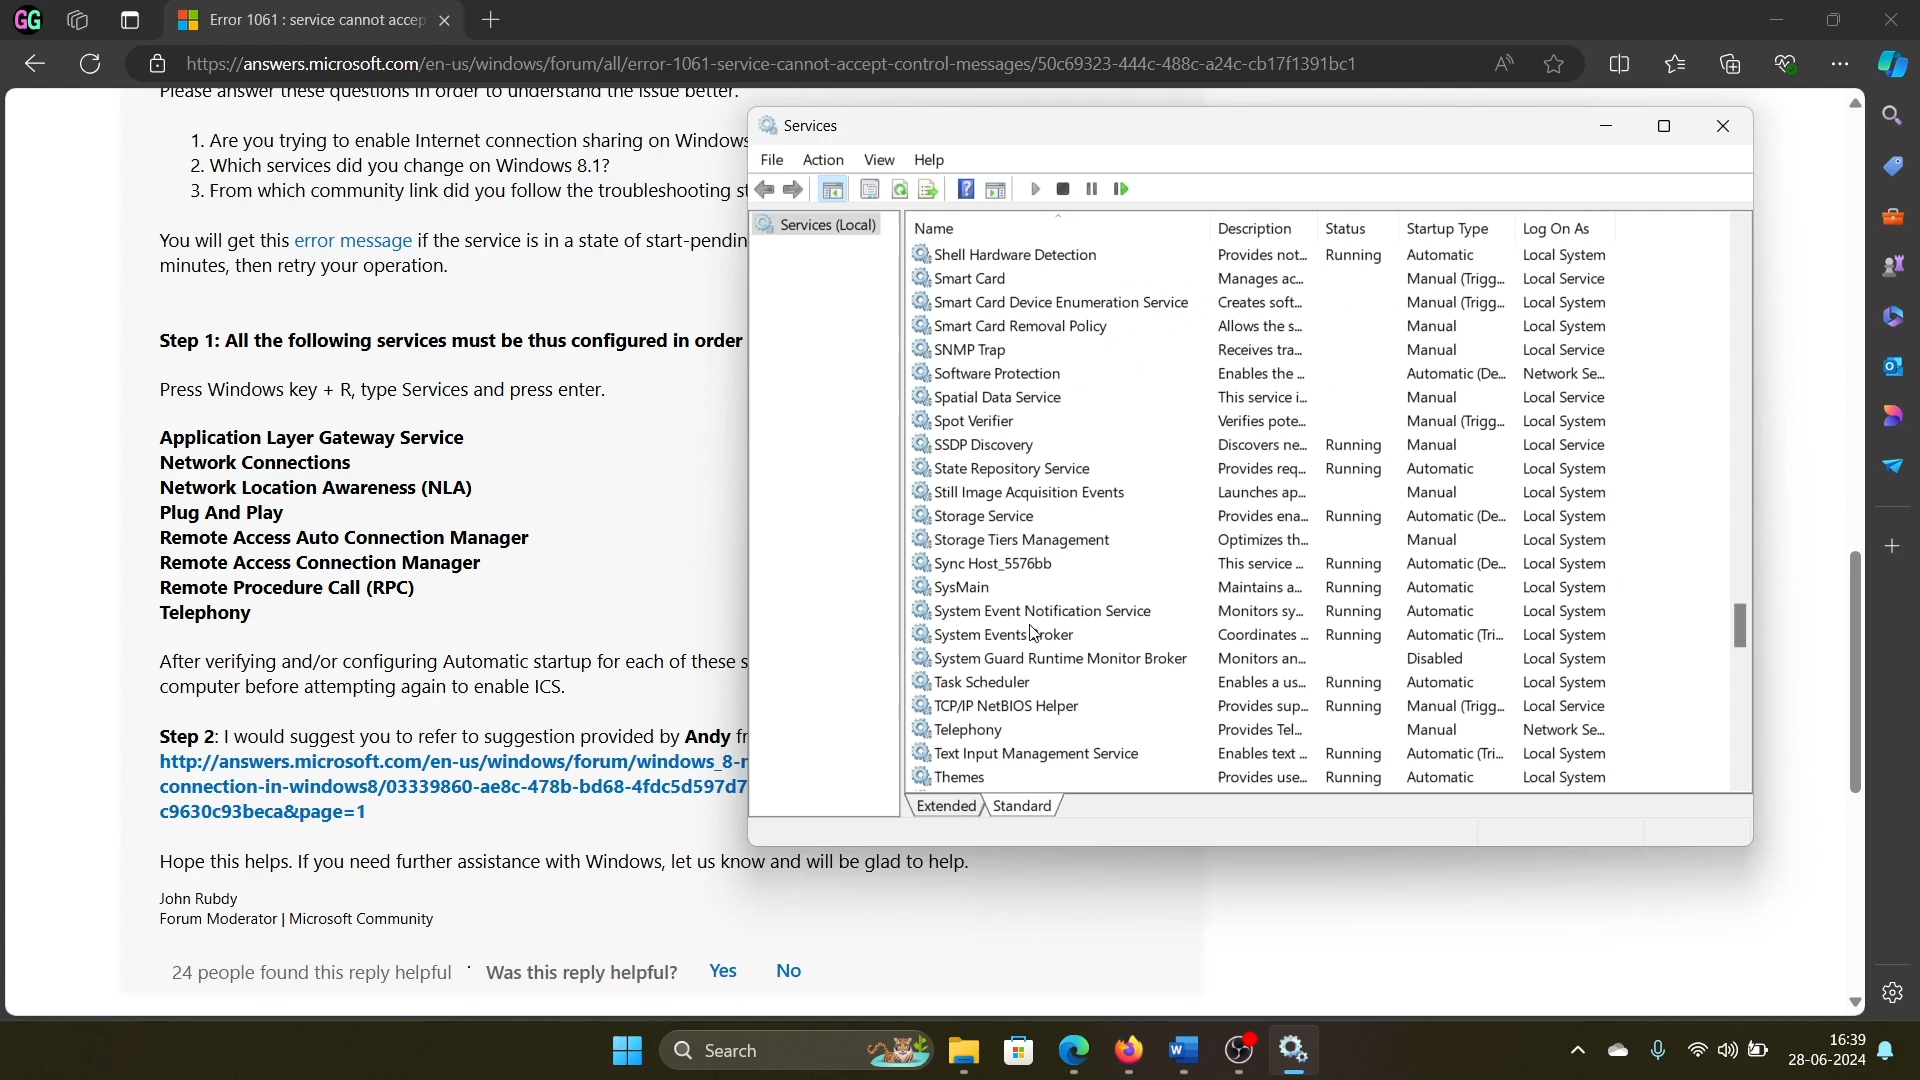 Error 1061 : service cannot accep
https://answers.microsoft.com/en-us/windows/forum/all/error-1061-service-cannot-accept-control-messages/50c69323-444c-488c-a24c-cb17f1391bc1
Please answer these questions in order to understand the issue better.
1. Are you trying to enable Internet connection sharing on Windows
2. Which services did you change on Windows 8.1?
3. From which community link did you follow the troubleshooting st
You will get this error message if the service is in a state of start-pendin
minutes, then retry your operation.
Step 1: All the following services must be thus configured in order
Press Windows key + R, type Services and press enter.
Application Layer Gateway Service
Network Connections
Network Location Awareness (NLA)
Plug And Play
Remote Access Auto Connection Manager
Remote Access Connection Manager
Remote Procedure Call (RPC)
Telephony
After verifying and/or configuring Automatic startup for each of these s
computer before attempting again to enable ICS.
Step 2: I would suggest you to refer to suggestion provided by Andy fr
http://answers.microsoft.com/en-us/windows/forum/windows_8-n
connection-in-windows8/03339860-ae8c-478b-bd68-4fdc5d597d7
c9630c93beca&page=1
Hope this helps. If you need further assistance with Windows, let us know and will be glad to help.
John Rubdy
Forum Moderator | Microsoft Community
24 people found this reply helpful · Was this reply helpful? Yes No
Services
File Action View Help
Services (Local)
Name Description Status Startup Type Log On As
Shell Hardware Detection Provides not... Running Automatic Local System
Smart Card Manages ac... Manual (Trigg... Local Service
Smart Card Device Enumeration Service Creates soft... Manual (Trigg... Local System
Smart Card Removal Policy Allows the s... Manual Local System
SNMP Trap Receives tra... Manual Local Service
Software Protection Enables the ... Automatic (De... Network Se...
Spatial Data Service This service i... Manual Local Service
Spot Verifier Verifies pote... Manual (Trigg... Local System
SSDP Discovery Discovers ne... Running Manual Local Service
State Repository Service Provides req... Running Automatic Local System
Still Image Acquisition Events Launches ap... Manual Local System
Storage Service Provides ena... Running Automatic (De... Local System
Storage Tiers Management Optimizes th... Manual Local System
Sync Host_5576bb This service ... Running Automatic (De... Local System
SysMain Maintains a... Running Automatic Local System
System Event Notification Service Monitors sy... Running Automatic Local System
System Events Broker Coordinates ... Running Automatic (Tri... Local System
System Guard Runtime Monitor Broker Monitors an... Disabled Local System
Task Scheduler Enables a us... Running Automatic Local System
TCP/IP NetBIOS Helper Provides sup... Running Manual (Trigg... Local Service
Telephony Provides Tel... Manual Network Se...
Text Input Management Service Enables text ... Running Automatic (Tri... Local System
Themes Provides use... Running Automatic Local System
Extended Standard
Search
16:39
28-06-2024